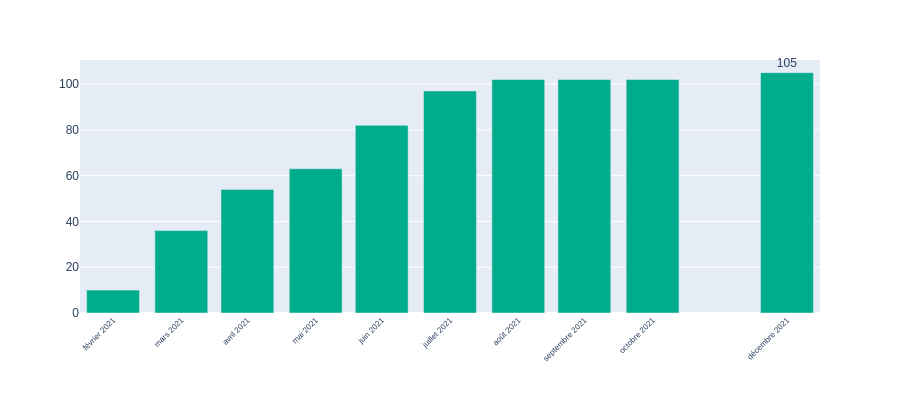 105
100
80
60
40
20
0
février 2021
mars 2021
avril 2021
mai 2021
juin 2021
juillet 2021
août 2021
septembre 2021
octobre 2021
décembre 2021